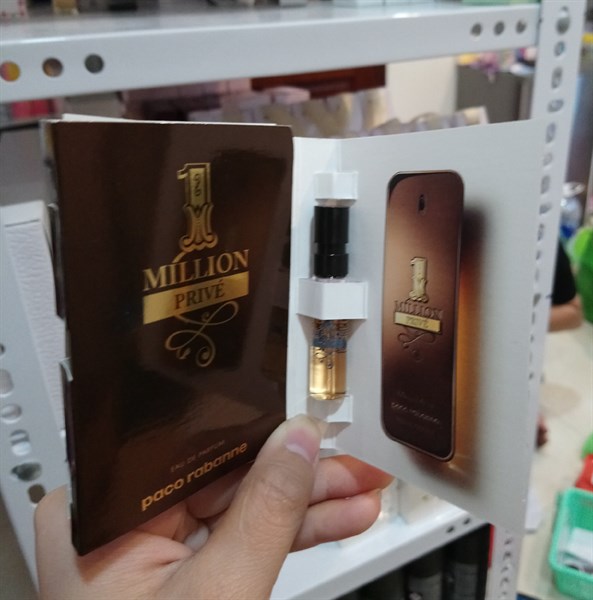 1
MILLION
PRIVÉ
EAU DE PARFUM
paco rabanne
1
MILLION
PRIVÉ
paco rabanne